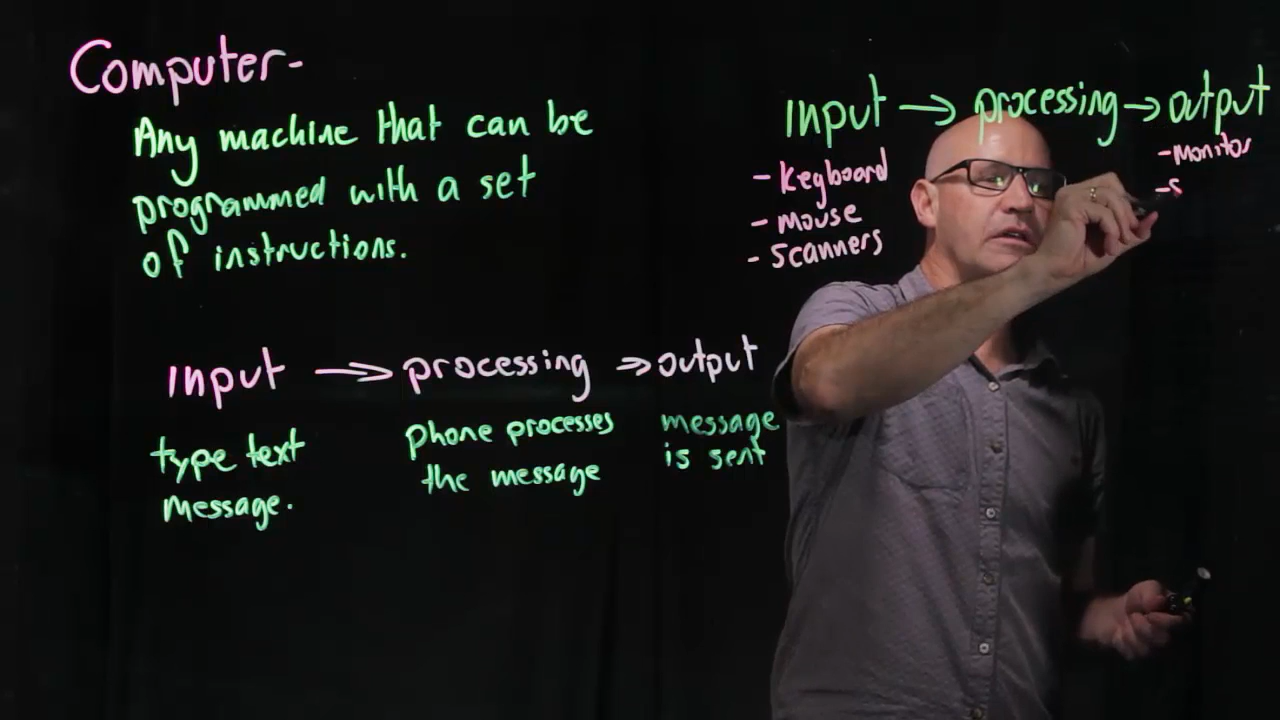 Computer-
Any machine that can be
programmed with a set
of instructions.
input → processing → output
type text
message.
phone processes
the message
message
is sent
input → processing → output
- Keyboard
- mouse
- Scanners
- Monitor
- S